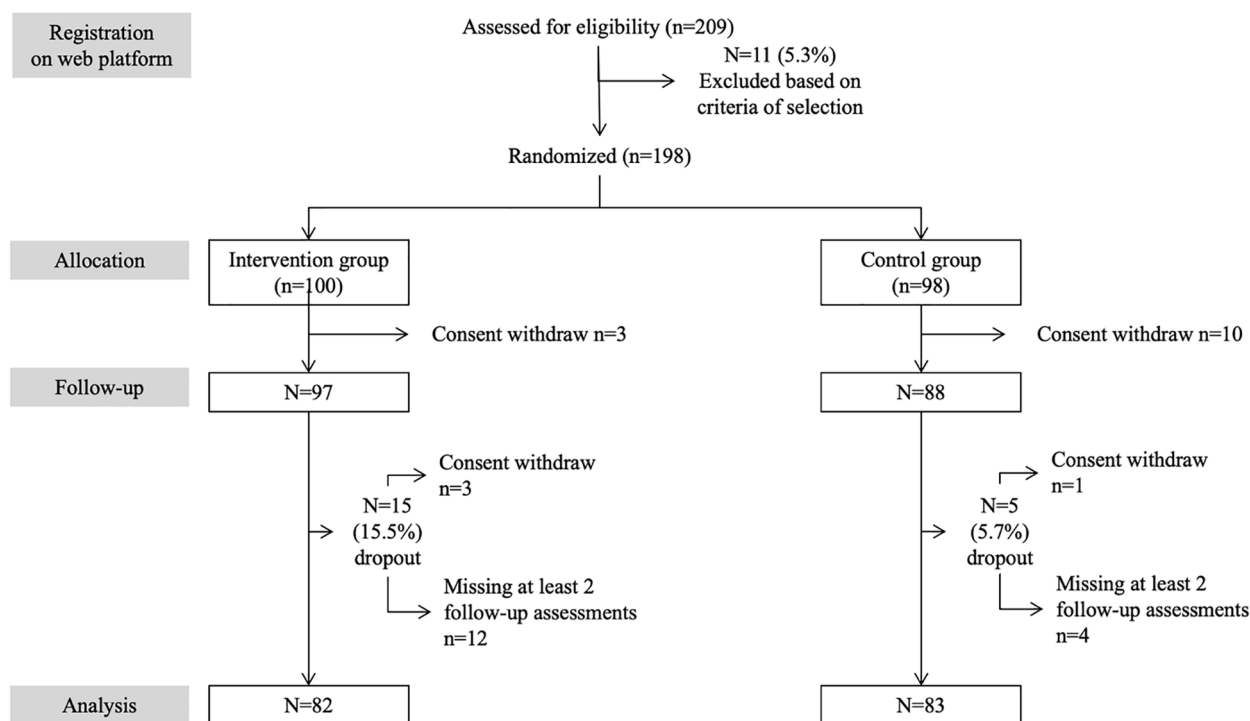 Registration
on web platform
Assessed for eligibility (n=209)
N=11 (5.3%)
Excluded based on
criteria of selection
Randomized (n=198)
Allocation
Intervention group
(n=100)
Control group
(n=98)
Consent withdraw n=3
Consent withdraw n=10
Follow-up
N=97
N=88
Consent withdraw
n=3
N=15
(15.5%)
dropout
Missing at least 2
follow-up assessments
n=12
Consent withdraw
n=1
N=5
(5.7%)
dropout
Missing at least 2
follow-up assessments
n=4
Analysis
N=82
N=83